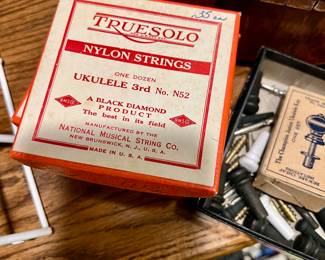 .35 ea
TRUESOLO
NYLON STRINGS
ONE DOZEN
UKULELE 3rd No. N52
A BLACK DIAMOND
PRODUCT
The best in its field
MANUFACTURED BY THE
NATIONAL MUSICAL STRING CO.
NEW BRUNSWICK, N. J., U. S. A.
MADE IN U. S. A.